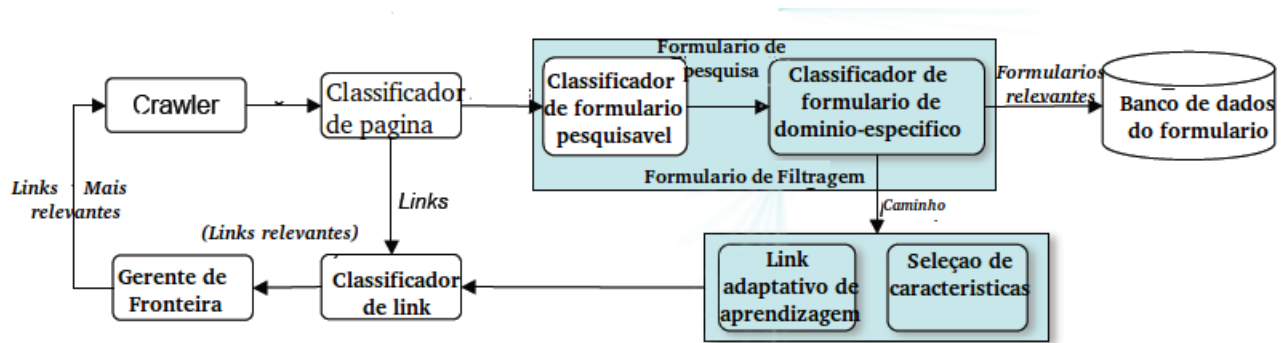 Crawler
Classificador
de pagina
Formulario de
pesquisa
Classificador
de formulario
pesquisavel
Classificador de
formulario de
dominio-especifico
Formulario de Filtragem
Formularios
relevantes
Banco de dados
do formulario
Links Mais
relevantes
Links
(Links relevantes)
Caminho
Gerente de
Fronteira
Classificador
de link
Link
adaptativo de
aprendizagem
Seleçao de
caracteristicas